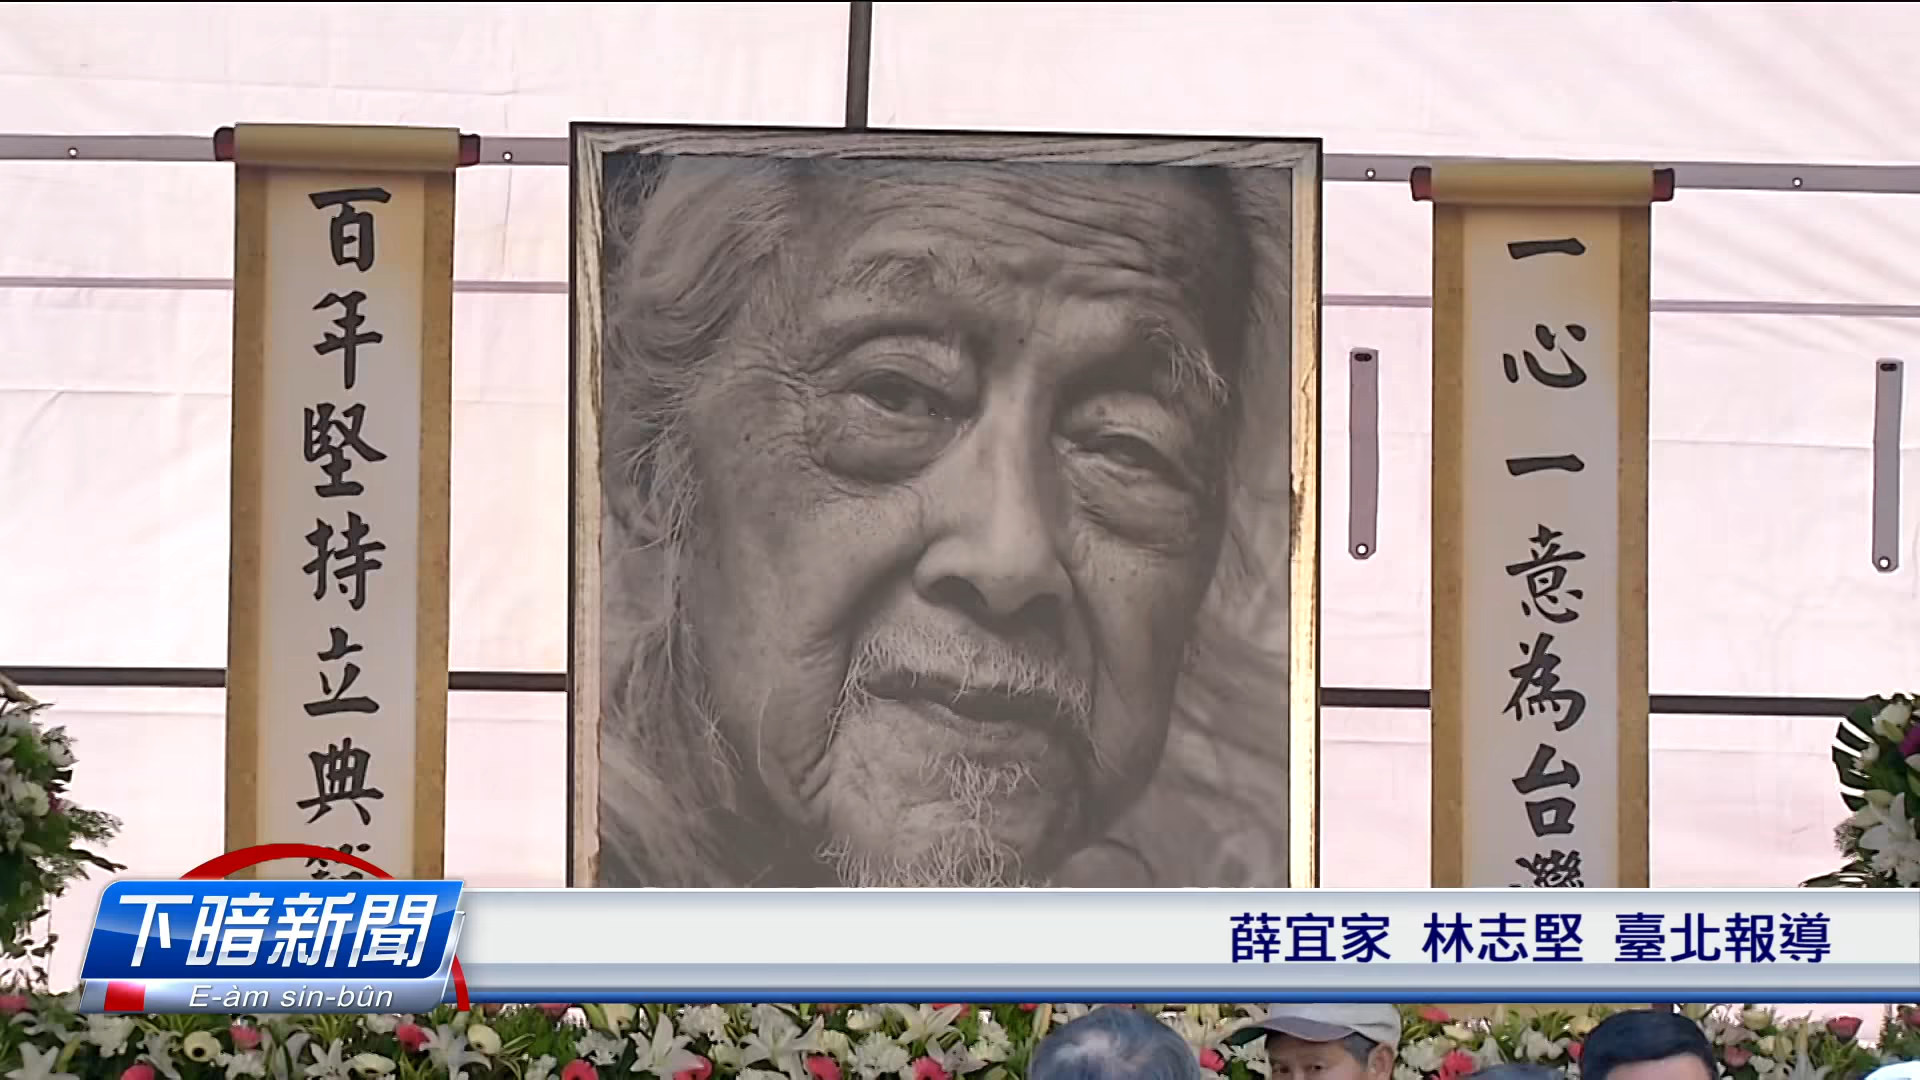 一心一意為台灣
百年堅持立典
下暗新聞
E-àm sin-bûn
薛宜家 林志堅 臺北報導